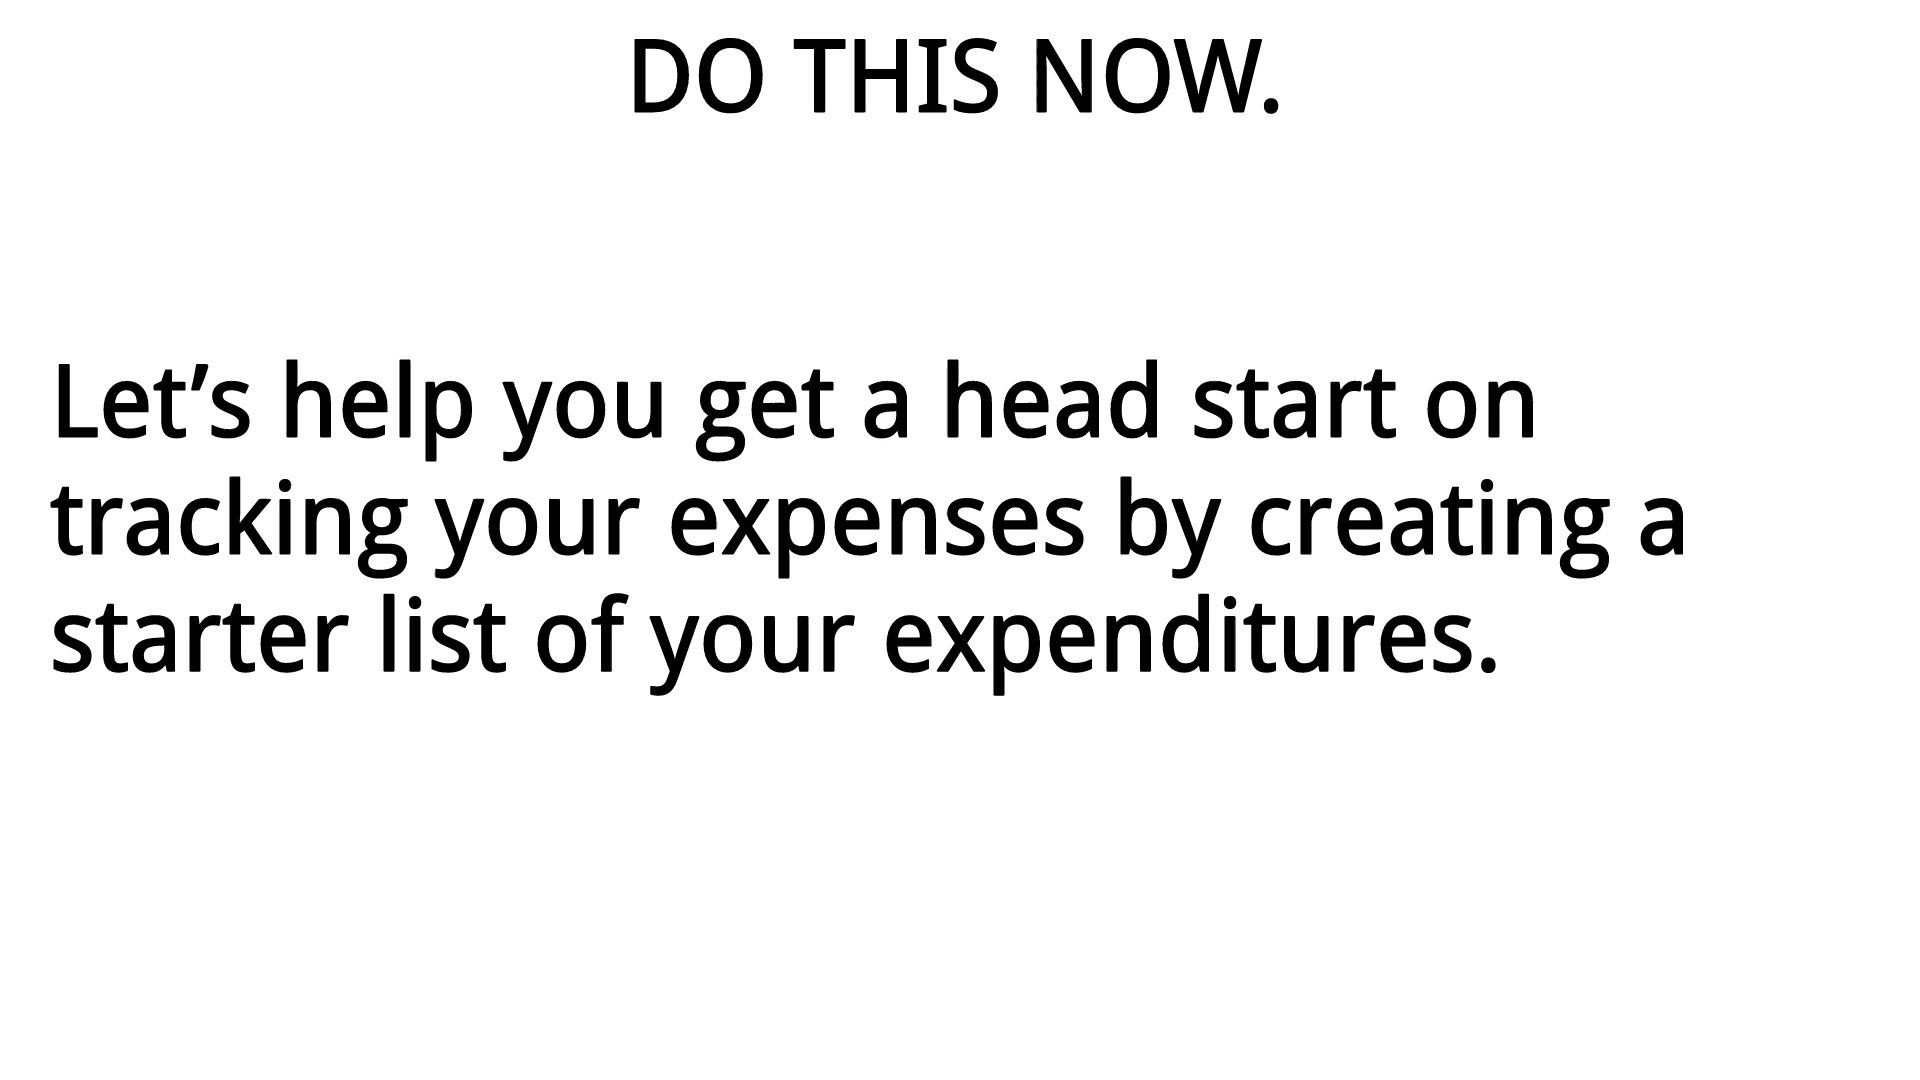 DO THIS NOW.
Let’s help you get a head start on
tracking your expenses by creating a
starter list of your expenditures.